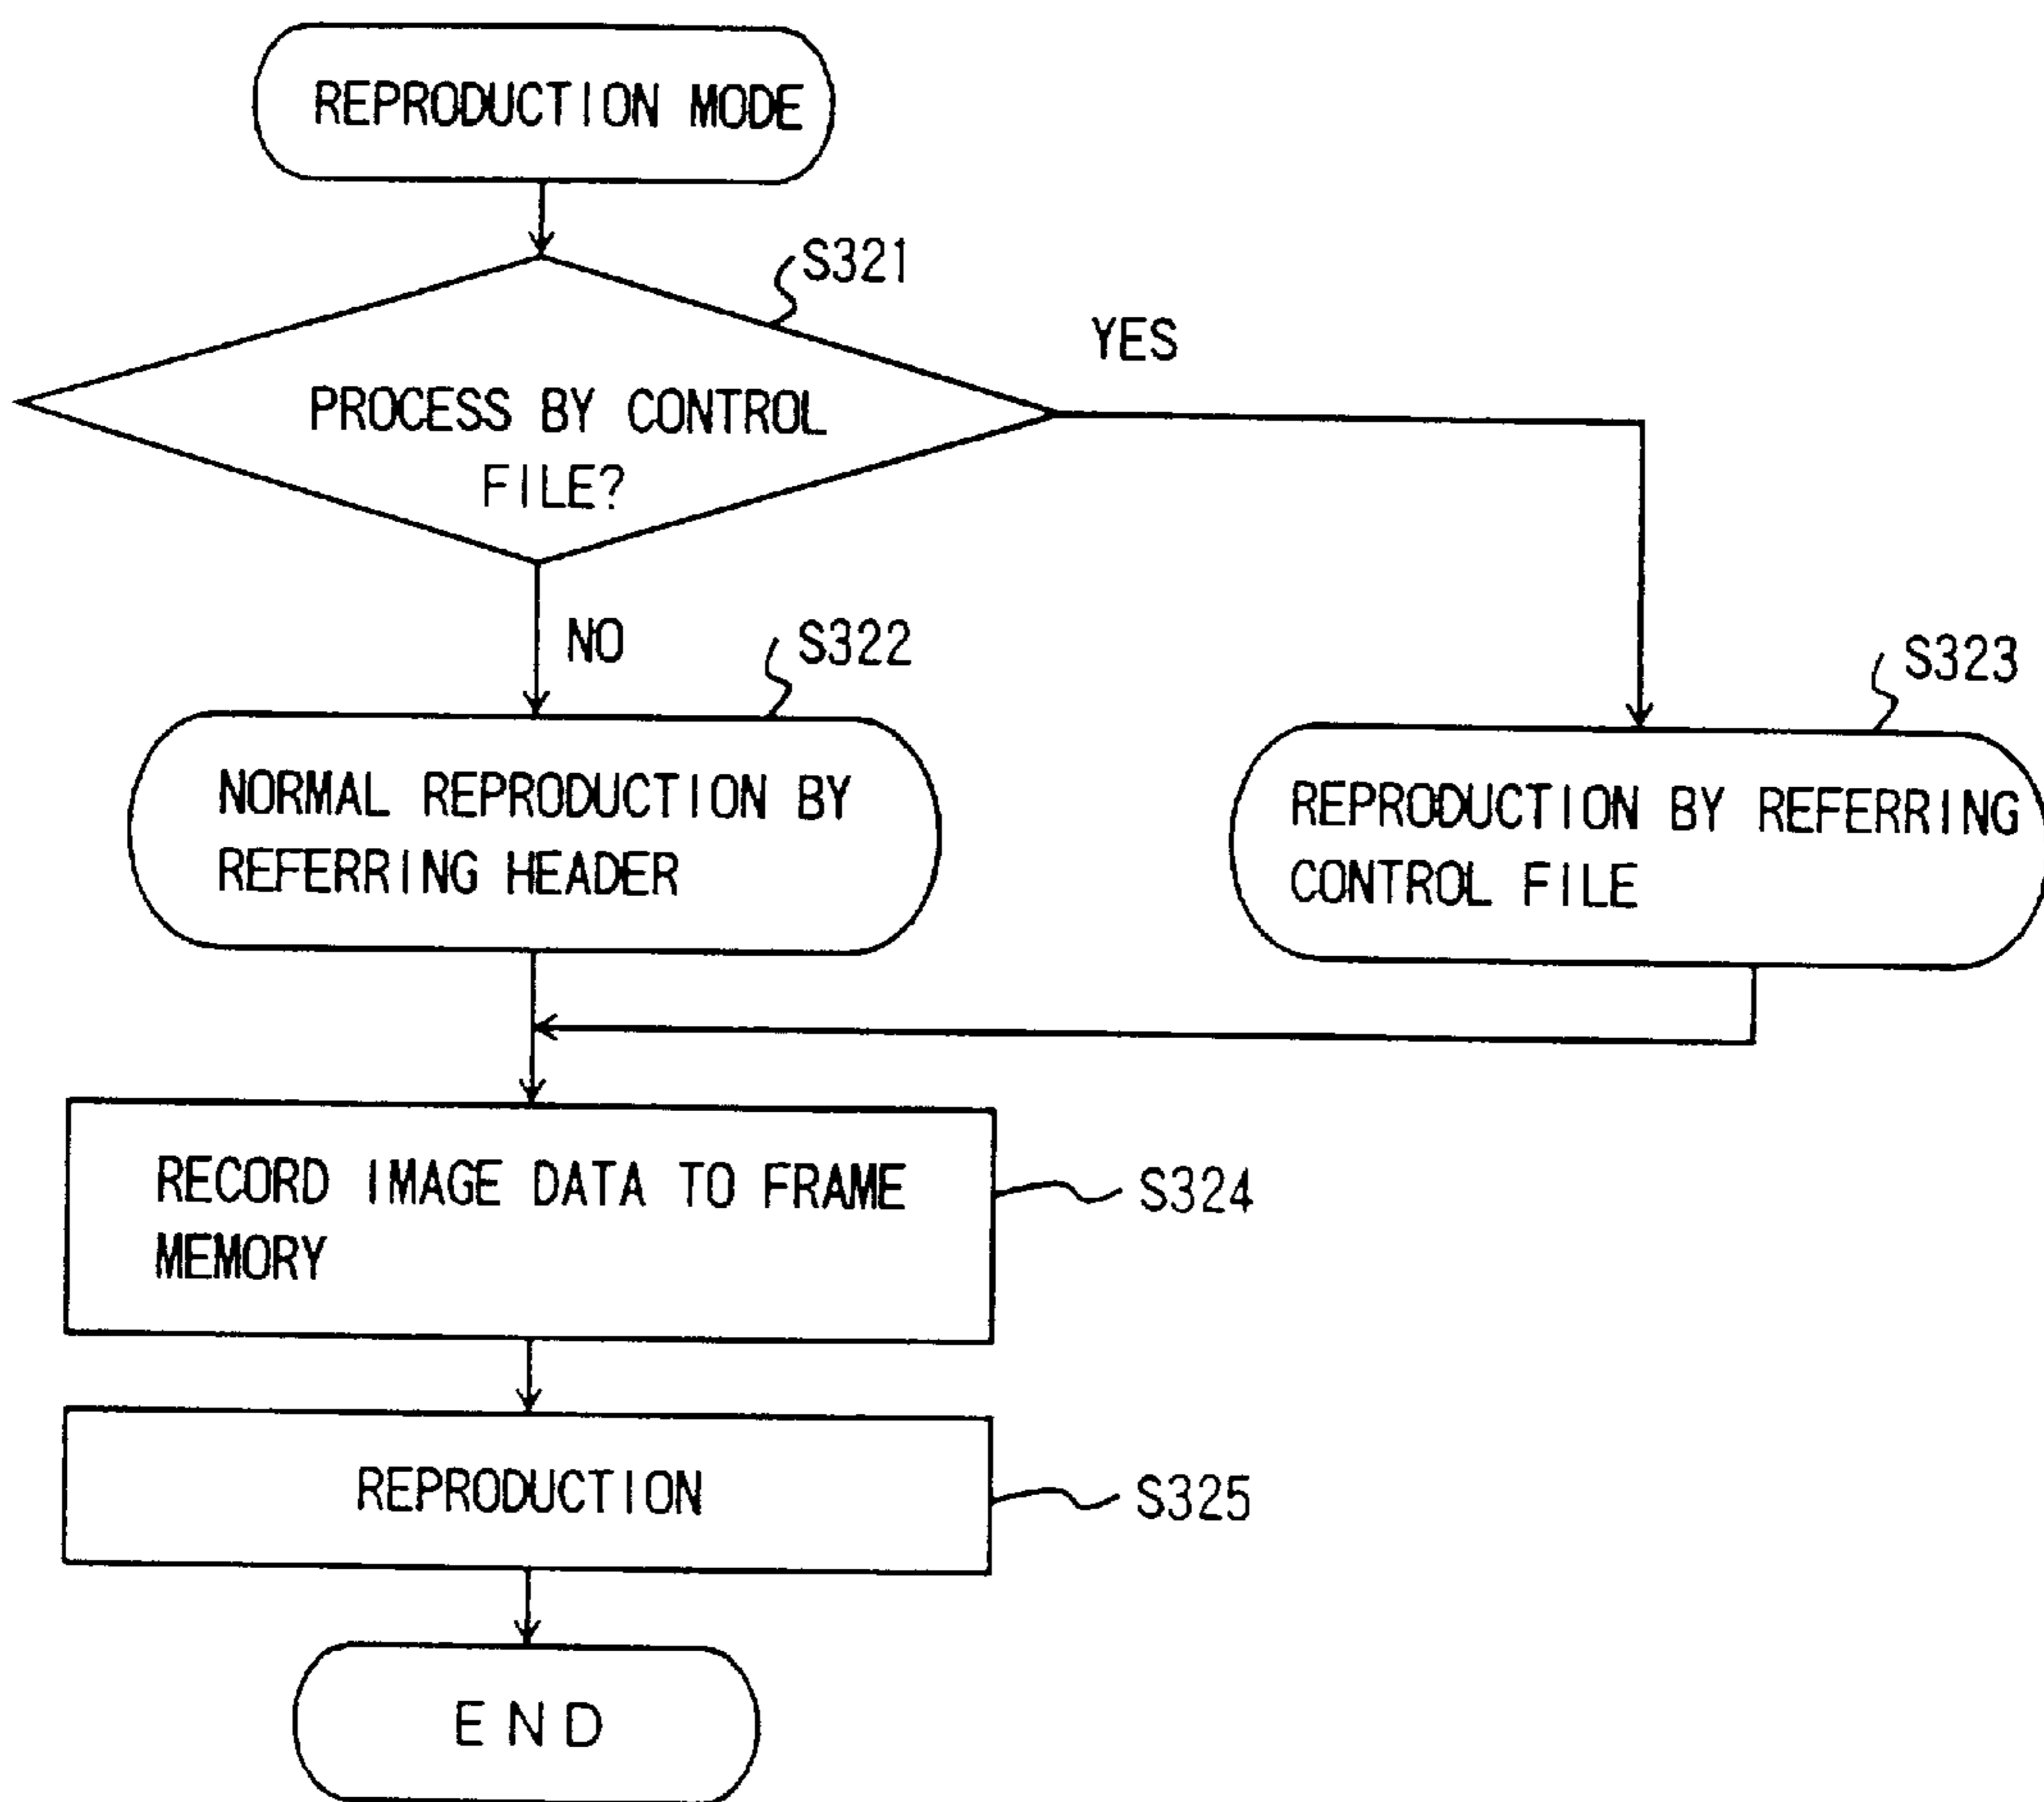 REPRODUCTION MODE
S321
YES
PROCESS BY CONTROL
FILE?
NO
S322
S323
NORMAL REPRODUCTION BY
REFERRING HEADER
REPRODUCTION BY REFERRING
CONTROL FILE
RECORD IMAGE DATA TO FRAME
MEMORY
S324
REPRODUCTION
S325
END